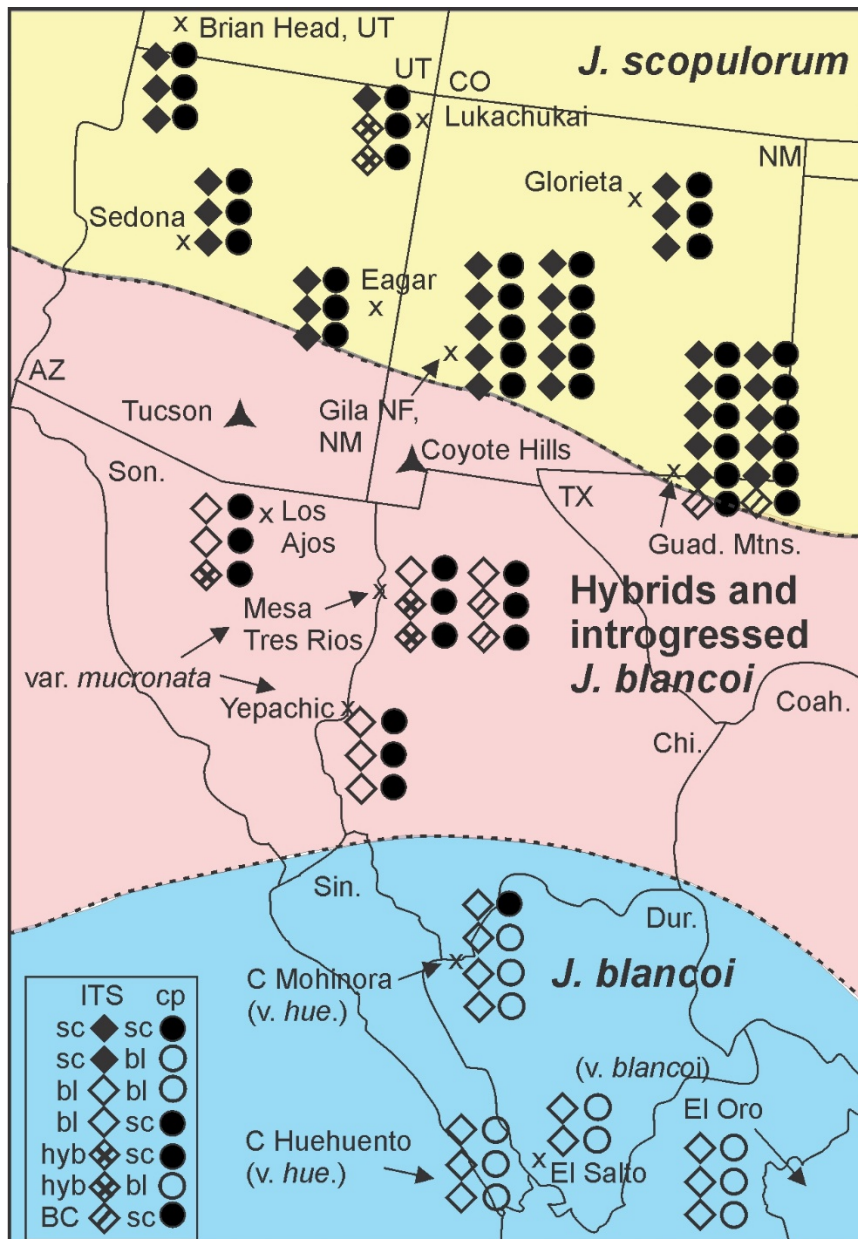 Brian Head, UT
J. scopulorum
UT
CO
Lukachukai
NM
Glorieta
Sedona
Eagar
AZ
Tucson
Gila NF,
NM
Coyote Hills
Son.
TX
Los
Ajos
Guad. Mtns.
Mesa
Tres Rios
Hybrids and
introgressed
J. blancoi
var. mucronata
Yepachic
Coah.
Chi.
Sin.
Dur.
C Mohinora
(v. hue.)
J. blancoi
(v. blancoi)
El Oro
C Huehuento
(v. hue.)
El Salto
ITS cp
sc sc
sc bl
bl bl
bl sc
hyb sc
hyb bl
BC sc